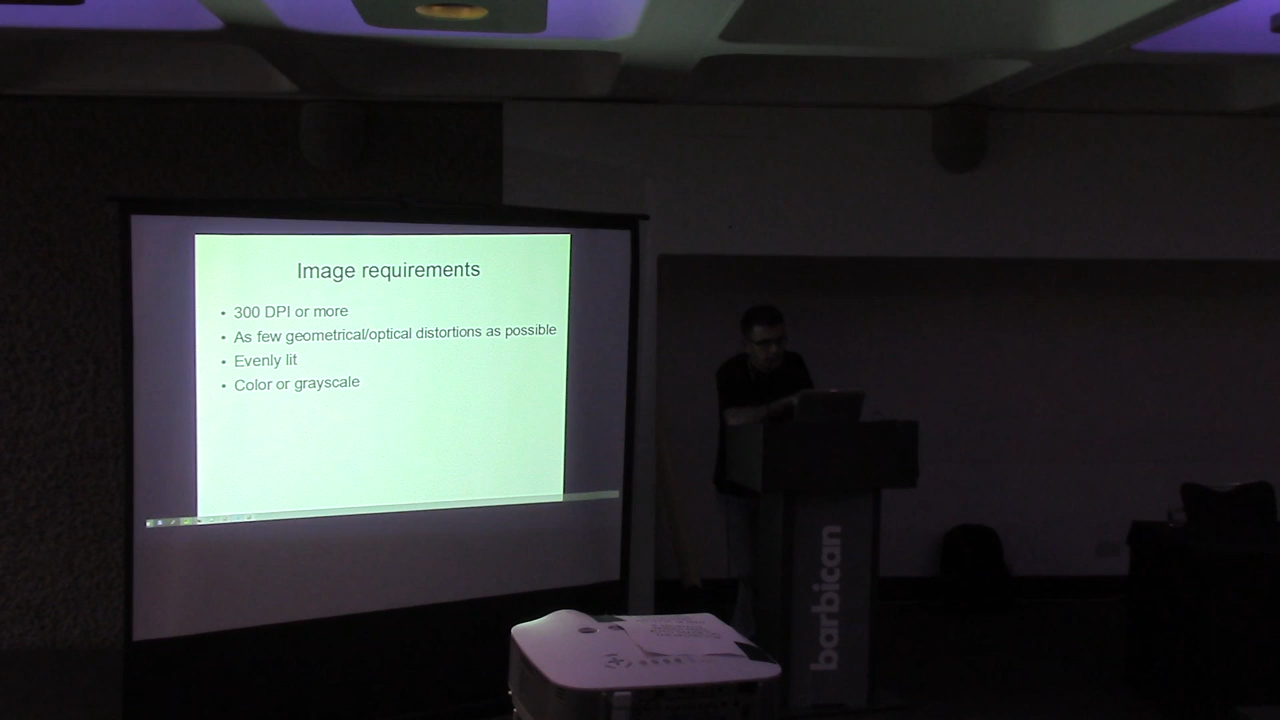 Image requirements
• 300 DPI or more
• As few geometrical/optical distortions as possible
• Evenly lit
• Color or grayscale
barbican